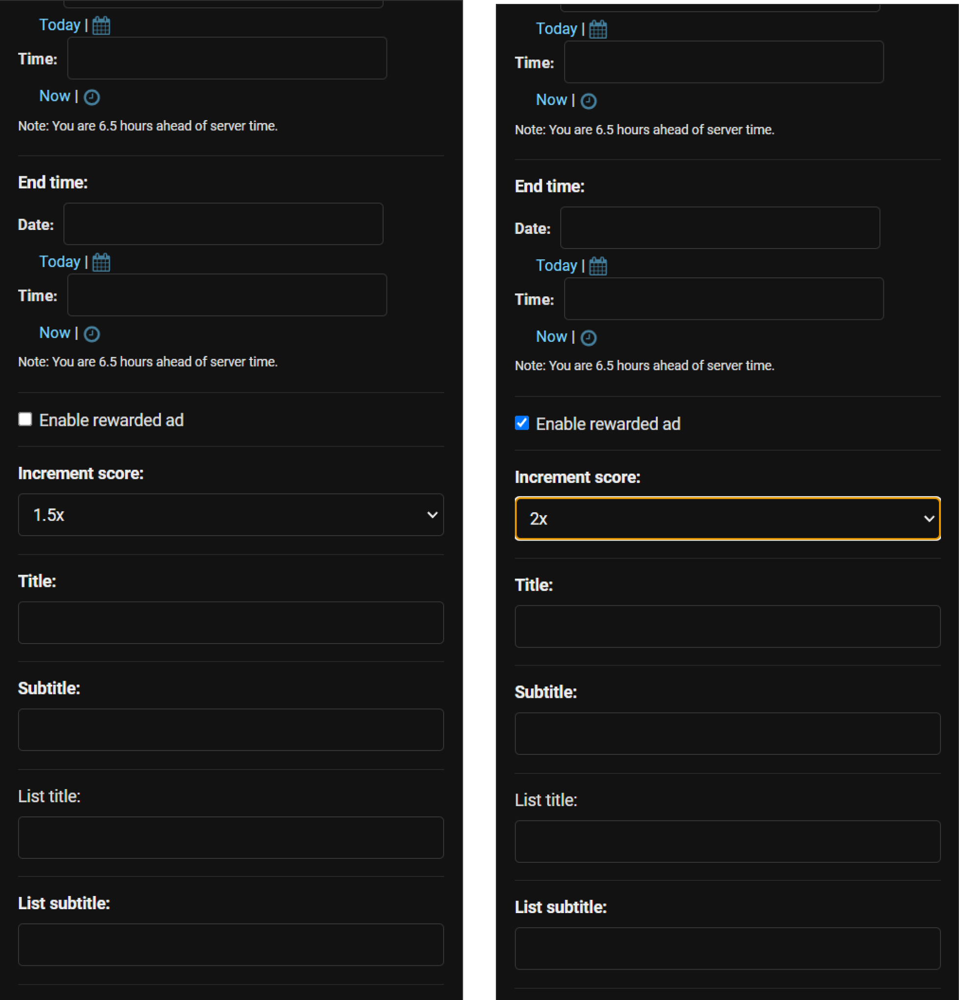 Today |
Time:
Now |
Note: You are 6.5 hours ahead of server time.
End time:
Date:
Today |
Time:
Now |
Note: You are 6.5 hours ahead of server time.
Enable rewarded ad
Increment score:
1.5x
Title:
Subtitle:
List title:
List subtitle:
Today |
Time:
Now |
Note: You are 6.5 hours ahead of server time.
End time:
Date:
Today |
Time:
Now |
Note: You are 6.5 hours ahead of server time.
Enable rewarded ad
Increment score:
2x
Title:
Subtitle:
List title:
List subtitle: